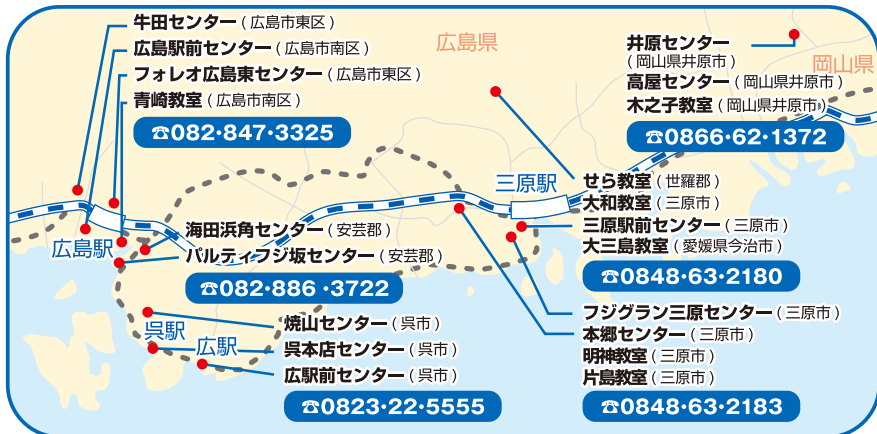 牛田センター(広島市東区)
広島駅前センター(広島市南区)
フォレオ広島東センター(広島市東区)
青崎教室(広島市南区)
☎082・847・3325
広島県
井原センター
(岡山県井原市)
岡山県
高屋センター(岡山県井原市)
木之子教室(岡山県井原市)
☎0866・62・1372
三原駅
せら教室(世羅郡)
大和教室(三原市)
三原駅前センター(三原市)
大三島教室(愛媛県今治市)
☎0848・63・2180
広島駅
海田浜角センター(安芸郡)
パルティフジ坂センター(安芸郡)
☎082・886・3722
呉駅
広駅
焼山センター(呉市)
呉本店センター(呉市)
広駅前センター(呉市)
☎0823・22・5555
フジグラン三原センター(三原市)
本郷センター(三原市)
明神教室(三原市)
片島教室(三原市)
☎0848・63・2183